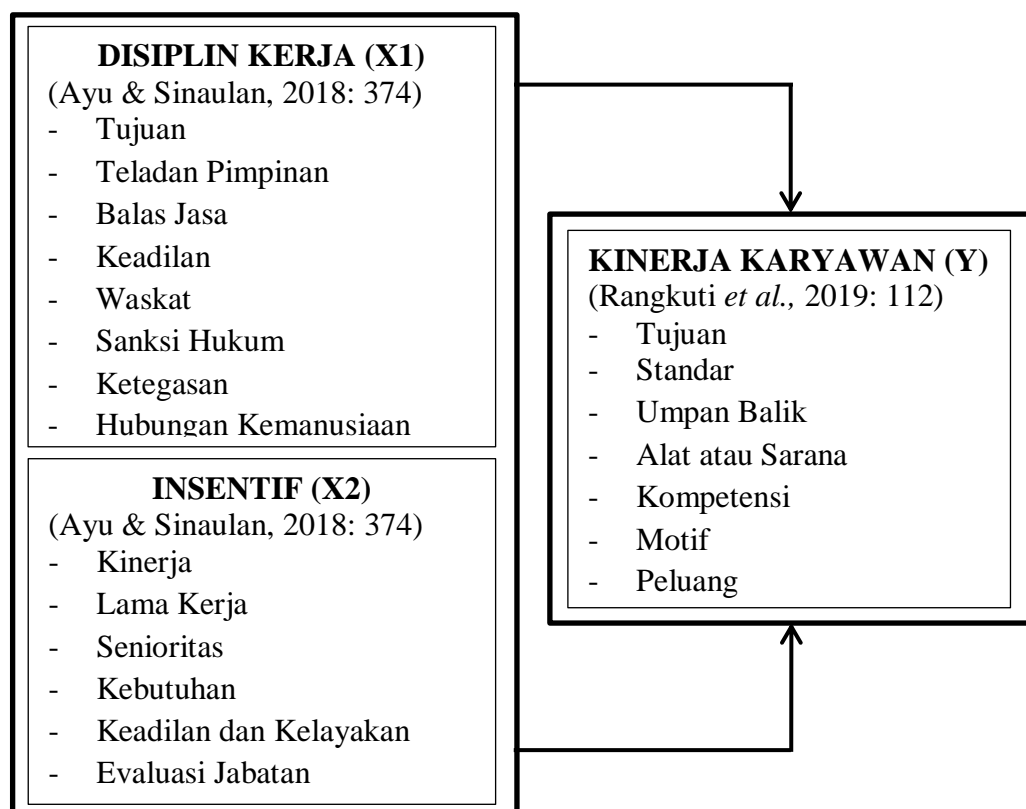 DISIPLIN KERJA (X1)
(Ayu & Sinaulan, 2018: 374)
- Tujuan
- Teladan Pimpinan
- Balas Jasa
- Keadilan
- Waskat
- Sanksi Hukum
- Ketegasan
- Hubungan Kemanusiaan
INSENTIF (X2)
(Ayu & Sinaulan, 2018: 374)
- Kinerja
- Lama Kerja
- Senioritas
- Kebutuhan
- Keadilan dan Kelayakan
- Evaluasi Jabatan
KINERJA KARYAWAN (Y)
(Rangkuti et al., 2019: 112)
- Tujuan
- Standar
- Umpan Balik
- Alat atau Sarana
- Kompetensi
- Motif
- Peluang